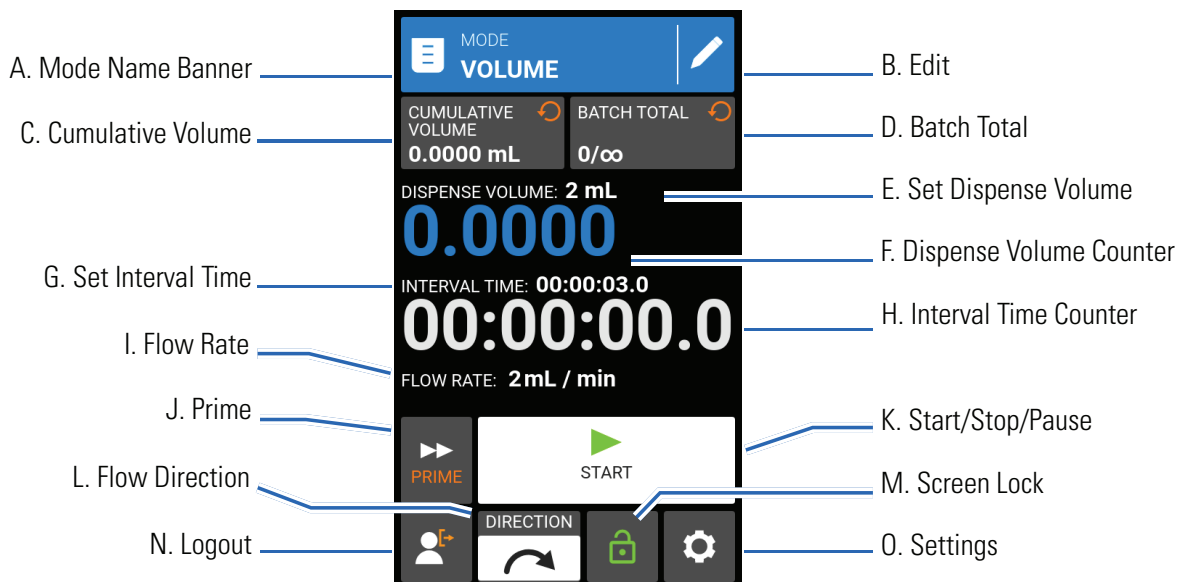 A. Mode Name Banner
C. Cumulative Volume
G. Set Interval Time
I. Flow Rate
J. Prime
L. Flow Direction
N. Logout
MODE
VOLUME
CUMULATIVE
VOLUME
0.0000 mL
BATCH TOTAL
0/∞
DISPENSE VOLUME: 2 mL
0.0000
INTERVAL TIME: 00:00:03.0
00:00:00.0
FLOW RATE: 2mL / min
PRIME
START
DIRECTION
B. Edit
D. Batch Total
E. Set Dispense Volume
F. Dispense Volume Counter
H. Interval Time Counter
K. Start/Stop/Pause
M. Screen Lock
O. Settings